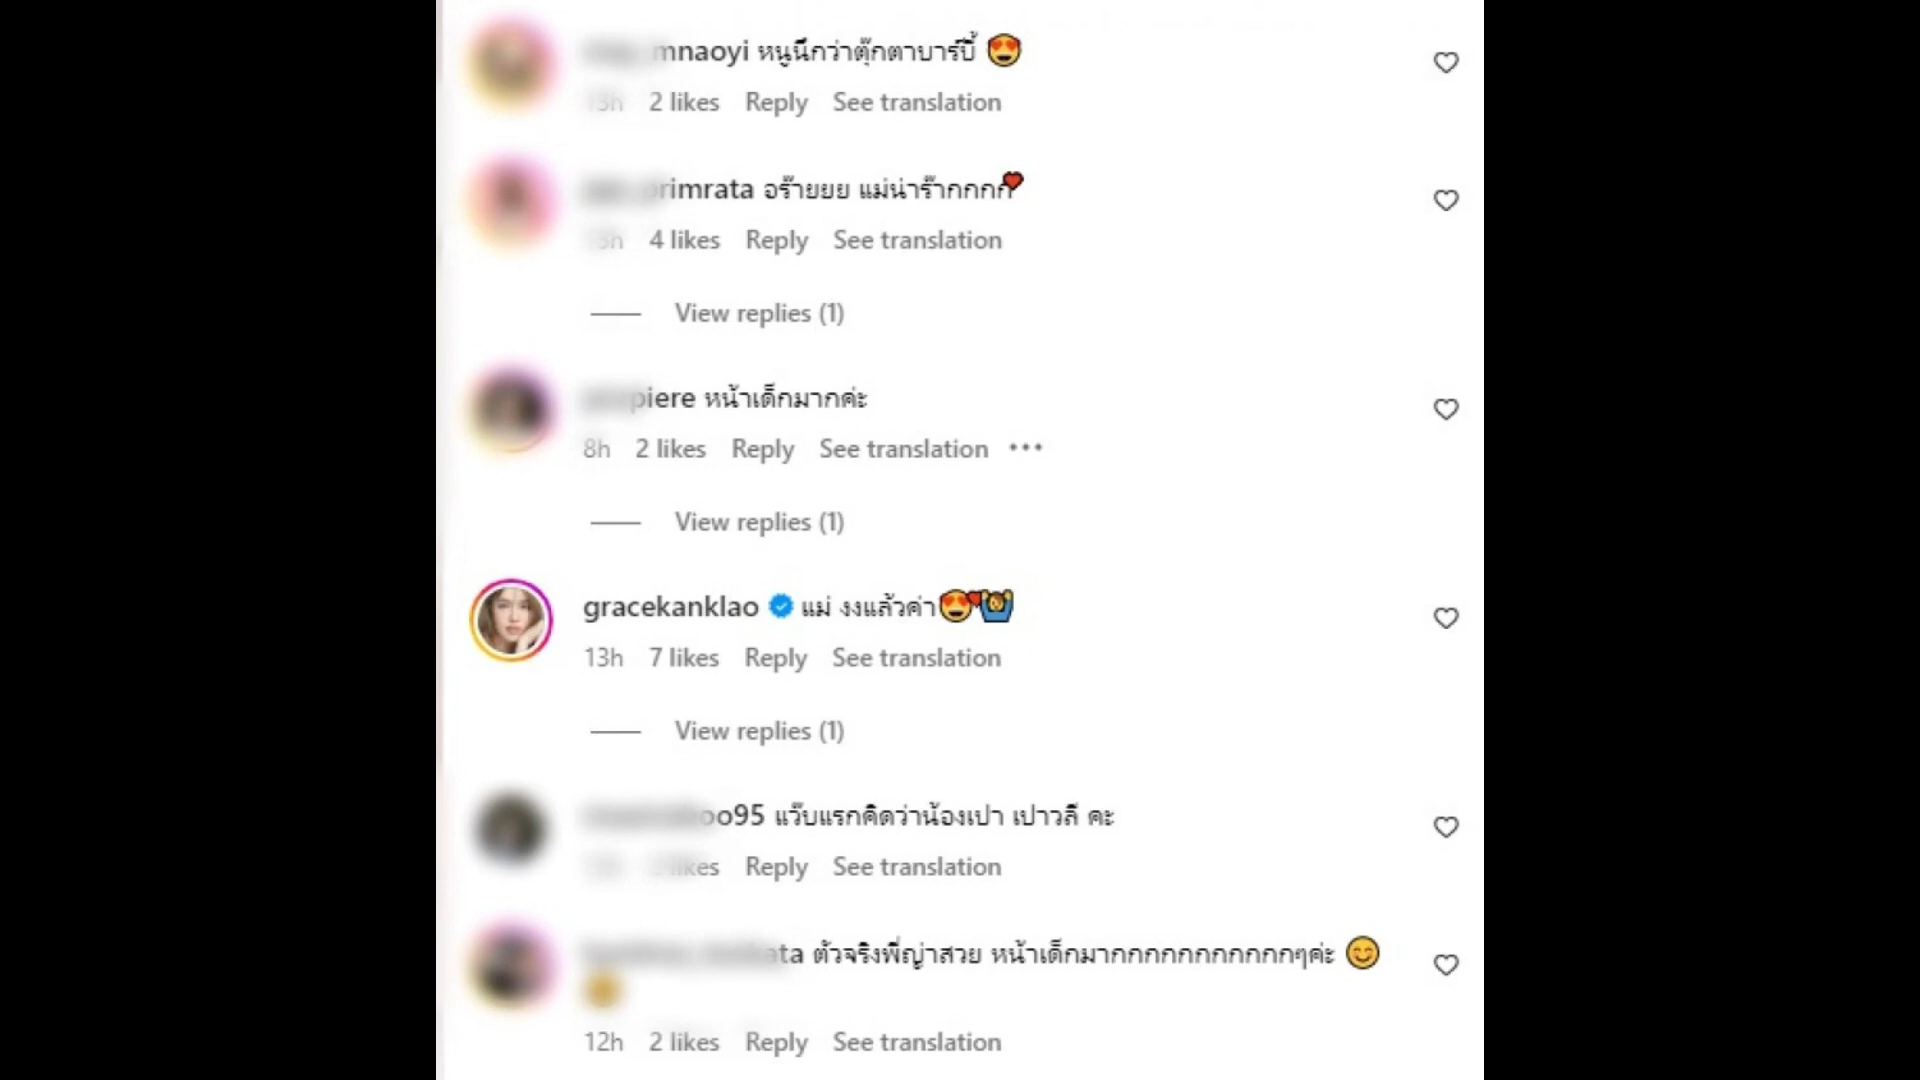 mnaoyi หนูนึกว่าตุ๊กตาบาร์บี้ 😍
2 likes Reply See translation
primrata อร๊ายยย แม่น่าร๊ากกกก
4 likes Reply See translation
View replies (1)
piere หน้าเด็กมากค่ะ
8h 2 likes Reply See translation •••
View replies (1)
gracekanklao แม่ งงแล้วค่า😍🙆
13h 7 likes Reply See translation
View replies (1)
oo95 แว๊บแรกคิดว่าน้องเปา เปาวลี คะ
likes Reply See translation
ata ตัวจริงพี่ญ่าสวย หน้าเด็กมากกกกกกกกกกกๆค่ะ 😊
12h 2 likes Reply See translation